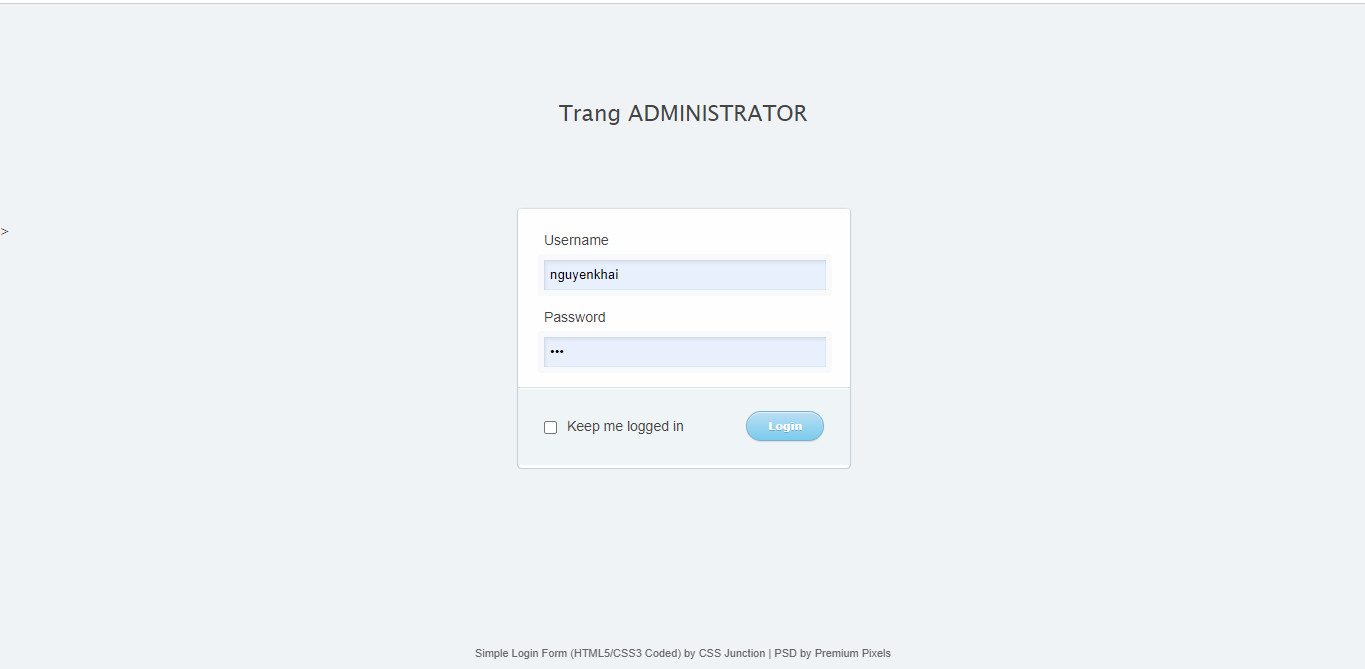 Trang ADMINISTRATOR
>
Username
nguyenkhai
Password
•••
Keep me logged in
Login
Simple Login Form (HTML5/CSS3 Coded) by CSS Junction | PSD by Premium Pixels